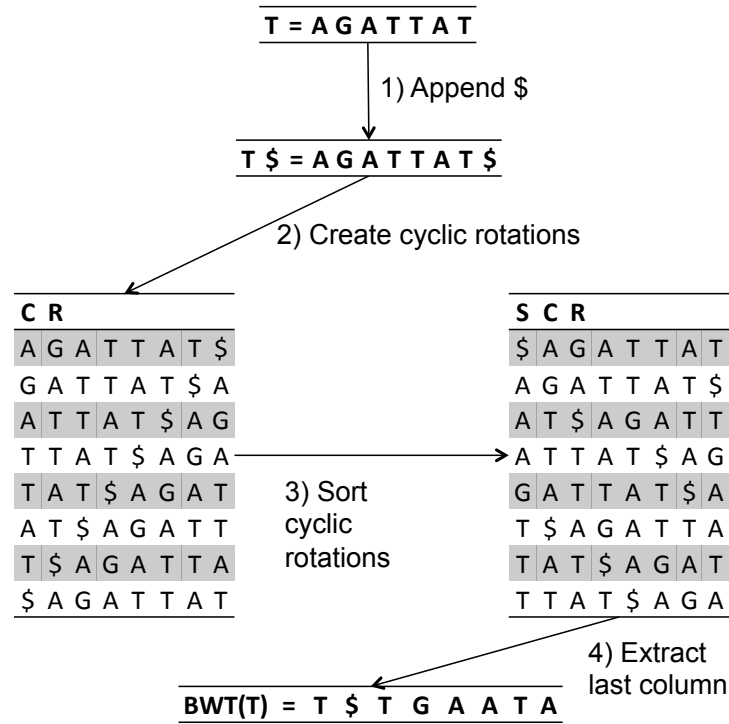 T = A G A T T A T
1) Append $
T $ = A G A T T A T $
2) Create cyclic rotations
C R
A G A T T A T $
G A T T A T $ A
A T T A T $ A G
T T A T $ A G A
T A T $ A G A T
A T $ A G A T T
T $ A G A T T A
$ A G A T T A T
3) Sort
cyclic
rotations
S C R
$ A G A T T A T
A G A T T A T $
A T $ A G A T T
A T T A T $ A G
G A T T A T $ A
T $ A G A T T A
T A T $ A G A T
T T A T $ A G A
4) Extract
last column
BWT(T) = T $ T G A A T A